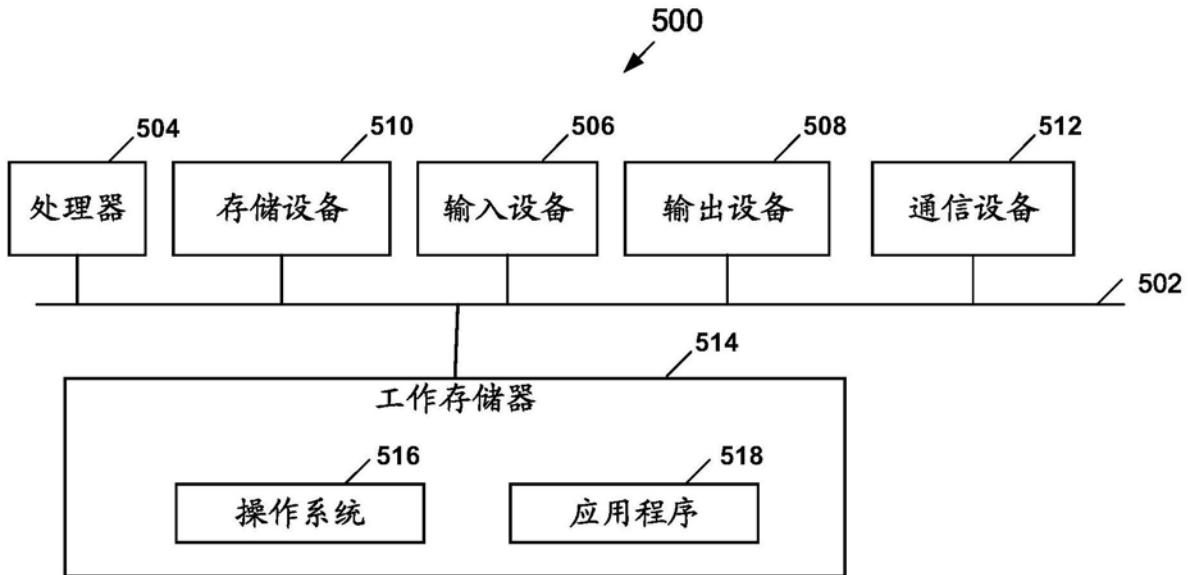 500
504
510
506
508
512
处理器
存储设备
输入设备
输出设备
通信设备
502
514
工作存储器
516
518
操作系统
应用程序